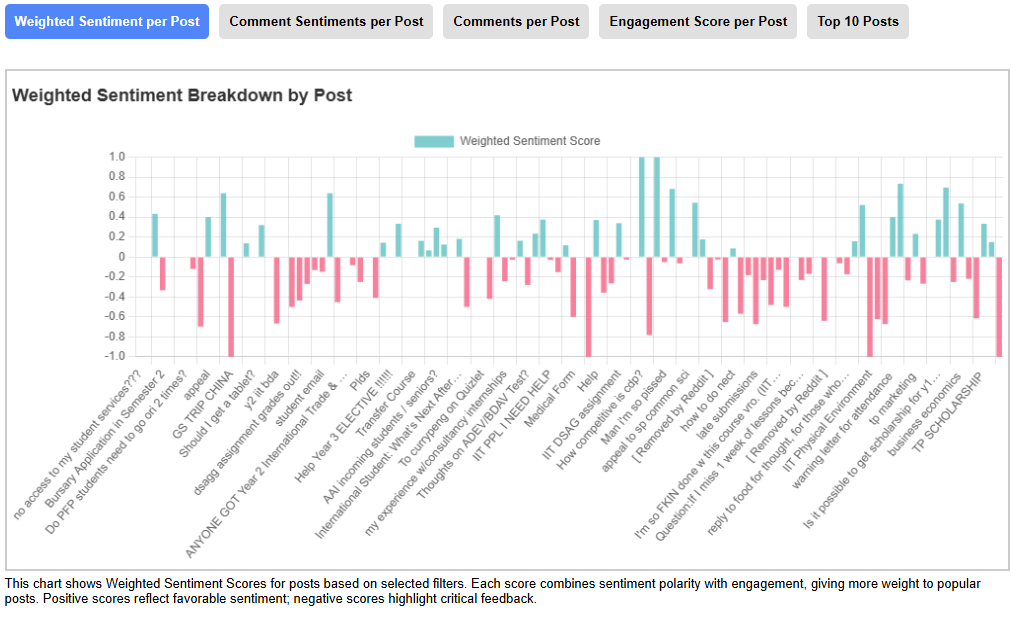 Weighted Sentiment per Post
Comment Sentiments per Post
Comments per Post
Engagement Score per Post
Top 10 Posts
Weighted Sentiment Breakdown by Post
Weighted Sentiment Score
1.0
0.8
0.6
0.4
0.2
0
-0.2
-0.4
-0.6
-0.8
-1.0
no access to my student services???
Bursary Application in Semester 2
Do PFP students need to go ori 2 times?
appeal
GS TRIP CHINA
Should I get a tablet?
y2 iit bda
dsagg assignment grades out!!
student email
ANYONE GOT Year 2 International Trade & ...
Pids
Help Year 3 ELECTIVE !!!!!!
Transfer Course
AAI incoming students / seniors?
International Student: What's Next After...
To currypeng on Quizlet
my experience w/consultancy internships
Thoughts on ADEV/BDAV Test?
IIT PPL I NEED HELP
Medical Form
Help
IIT DSAG assignment
How competitive is cdp?
Man i'm so pissed
appeal to sp common sci
[ Removed by Reddit ]
how to do nect
late submissions
I'm so FKIN done w this course vro. (IIT...
Question:If I miss 1 week of lessons bec...
[ Removed by Reddit ]
reply to food for thought, for those who...
IIT Physical Enviroment
warning letter for attendance
tp marketing
Is it possible to get scholarship for y1...
business economics
TP SCHOLARSHIP
This chart shows Weighted Sentiment Scores for posts based on selected filters. Each score combines sentiment polarity with engagement, giving more weight to popular
posts. Positive scores reflect favorable sentiment; negative scores highlight critical feedback.